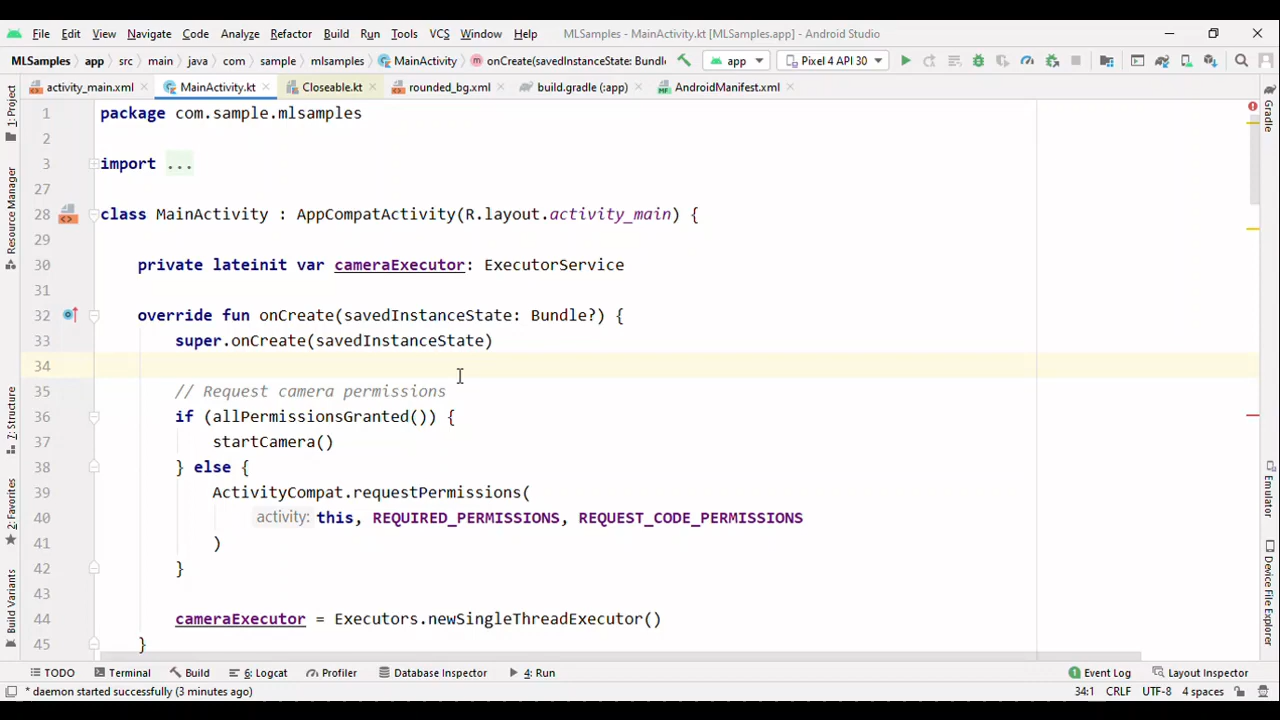 File Edit View Navigate Code Analyze Refactor Build Run Tools VCS Window Help MLSamples - MainActivity.kt [MLSamples.app] - Android Studio
MLSamples app src main java com sample mlsamples MainActivity onCreate(savedInstanceState: Bundle app Pixel 4 API 30
activity_main.xml MainActivity.kt Closeable.kt rounded_bg.xml build.gradle (:app) AndroidManifest.xml
1: Project
Resource Manager
7: Structure
2: Favorites
Build Variants
1 package com.sample.mlsamples
2
3 import ...
27
28 class MainActivity : AppCompatActivity(R.layout.activity_main) {
29
30 private lateinit var cameraExecutor: ExecutorService
31
32 override fun onCreate(savedInstanceState: Bundle?) {
33 super.onCreate(savedInstanceState)
34
35 // Request camera permissions
36 if (allPermissionsGranted()) {
37 startCamera()
38 } else {
39 ActivityCompat.requestPermissions(
40 activity: this, REQUIRED_PERMISSIONS, REQUEST_CODE_PERMISSIONS
41 )
42 }
43
44 cameraExecutor = Executors.newSingleThreadExecutor()
45 }
Gradle
Emulator
Device File Explorer
TODO Terminal Build 6: Logcat Profiler Database Inspector 4: Run 1 Event Log Layout Inspector
* daemon started successfully (3 minutes ago) 34:1 CRLF UTF-8 4 spaces